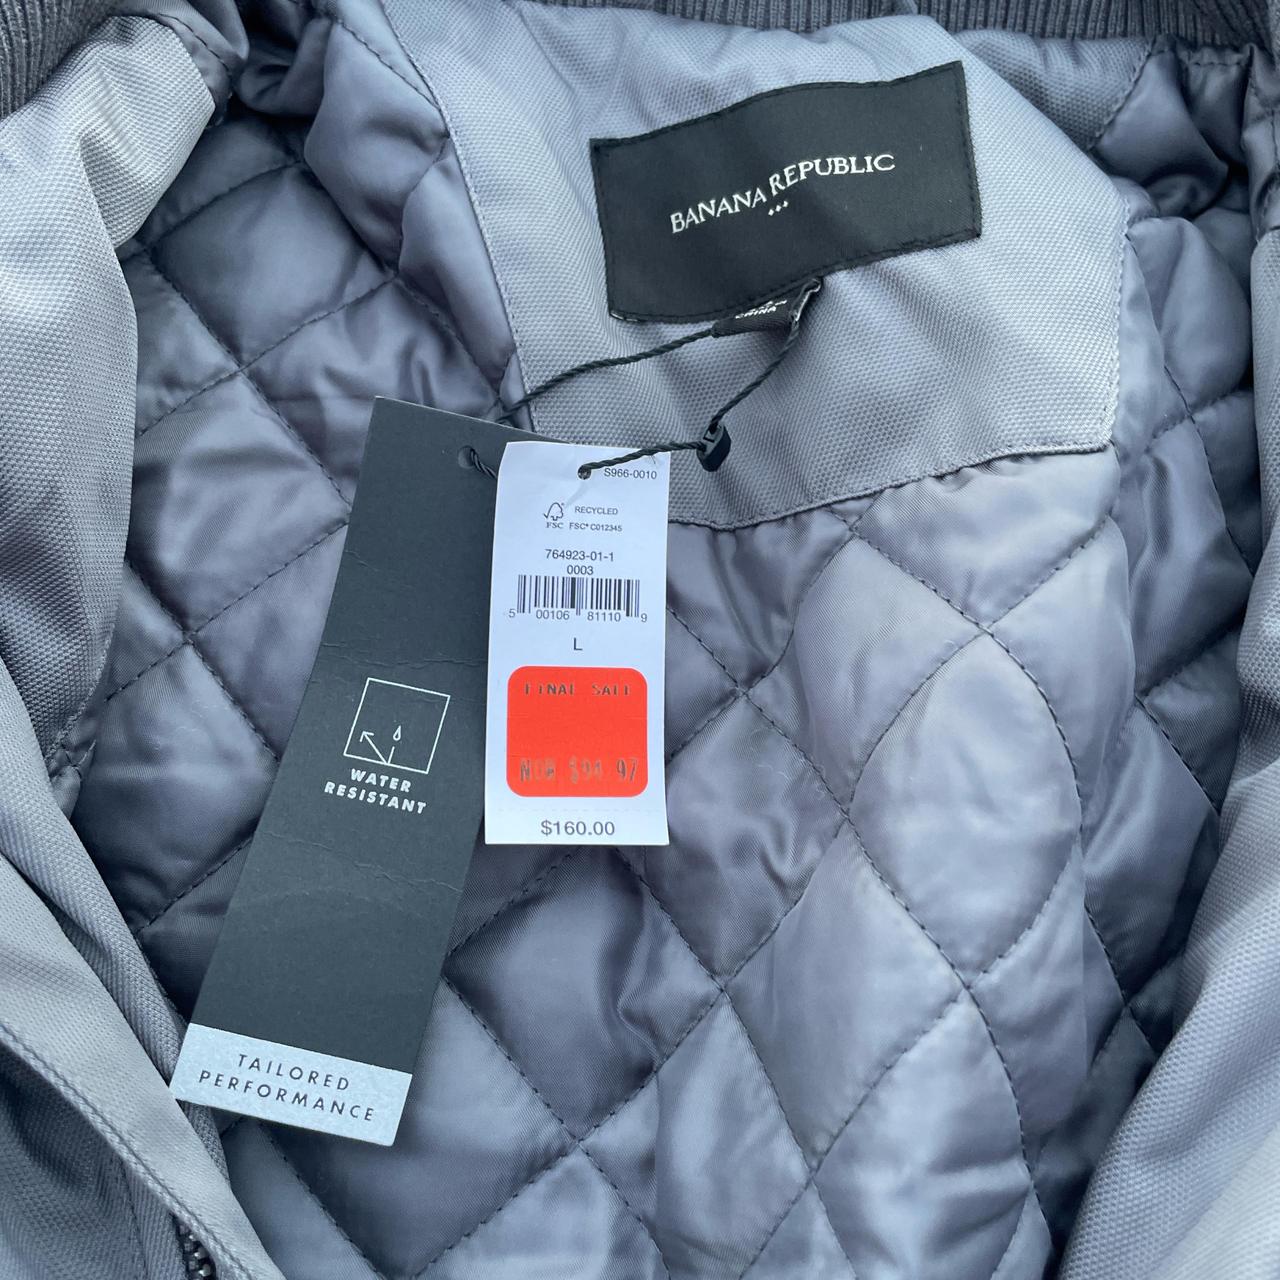 BANANA REPUBLIC
CHINA
S966-0010
RECYCLED
FSC FSC® C012345
764923-01-1
0003
5 00106 81110 9
L
FINAL SALE
NOW $94.97
$160.00
WATER
RESISTANT
TAILORED
PERFORMANCE